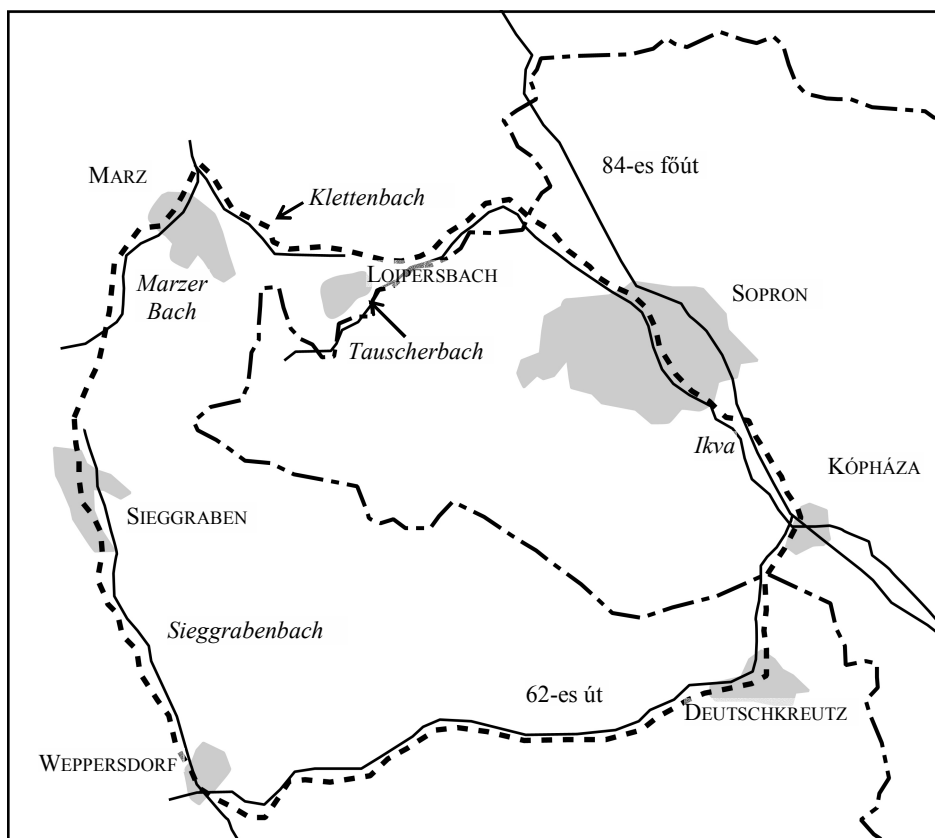 84-es főút
MARZ
Klettenbach
LOIPERSBACH
Marzer
Bach
SOPRON
Tauscherbach
Ikva
KÓPHÁZA
SIEGGRABEN
Sieggrabenbach
62-es út
DEUTSCHKREUTZ
WEPPERSDORF